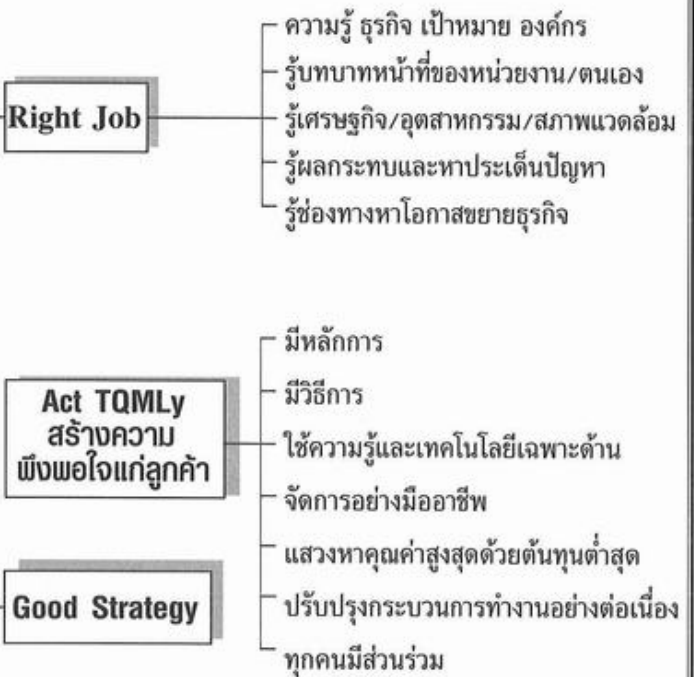 Right Job
ความรู้ ธุรกิจ เป้าหมาย องค์กร
รู้บทบาทหน้าที่ของหน่วยงาน/ตนเอง
รู้เศรษฐกิจ/อุตสาหกรรม/สภาพแวดล้อม
รู้ผลกระทบและหาประเด็นปัญหา
รู้ช่องทางหาโอกาสขยายธุรกิจ
Act TQMLy
สร้างความ
พึงพอใจแก่ลูกค้า
มีหลักการ
มีวิธีการ
ใช้ความรู้และเทคโนโลยีเฉพาะด้าน
จัดการอย่างมืออาชีพ
แสวงหาคุณค่าสูงสุดด้วยต้นทุนต่ำสุด
ปรับปรุงกระบวนการทำงานอย่างต่อเนื่อง
ทุกคนมีส่วนร่วม
Good Strategy